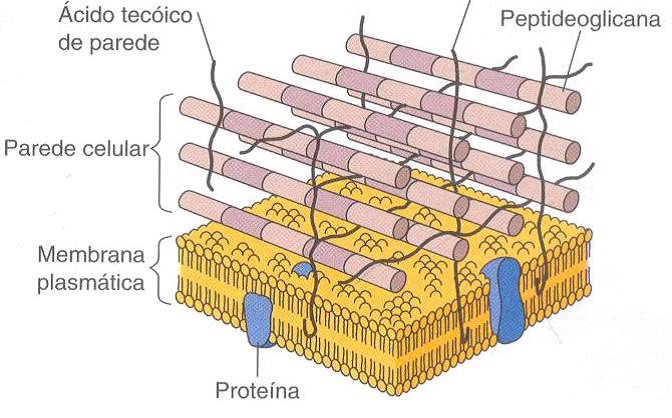 Ácido tecóico
de parede
Peptideoglicana
Parede celular
Membrana
plasmática
Proteína